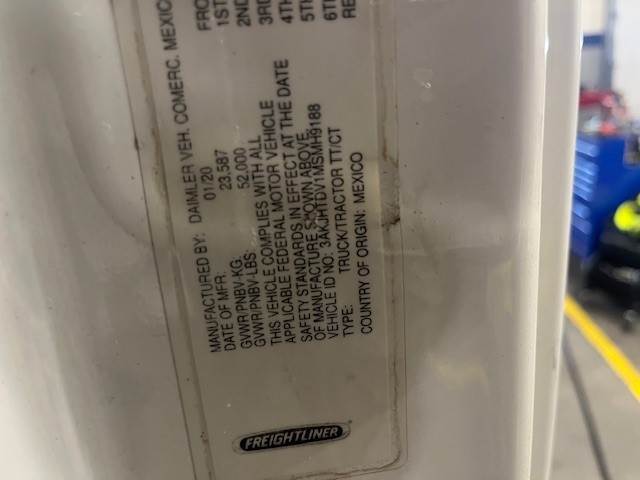 MANUFACTURED BY: DAIMLER VEH. COMERC. MEXICO
DATE OF MFR: 01/20
GVWR/PNBV-KG 23,587
GVWR/PNBV-LBS 52,000
THIS VEHICLE COMPLIES WITH ALL
APPLICABLE FEDERAL MOTOR VEHICLE
SAFETY STANDARDS IN EFFECT AT THE DATE
OF MANUFACTURE SHOWN ABOVE.
VEHICLE ID NO: 3AKJHTDV1MSMH9188
TYPE: TRUCK/TRACTOR TT/CT
COUNTRY OF ORIGIN: MEXICO
FRO
1ST
2ND
3RD
4TH
5TH
6TH
RE
FREIGHTLINER